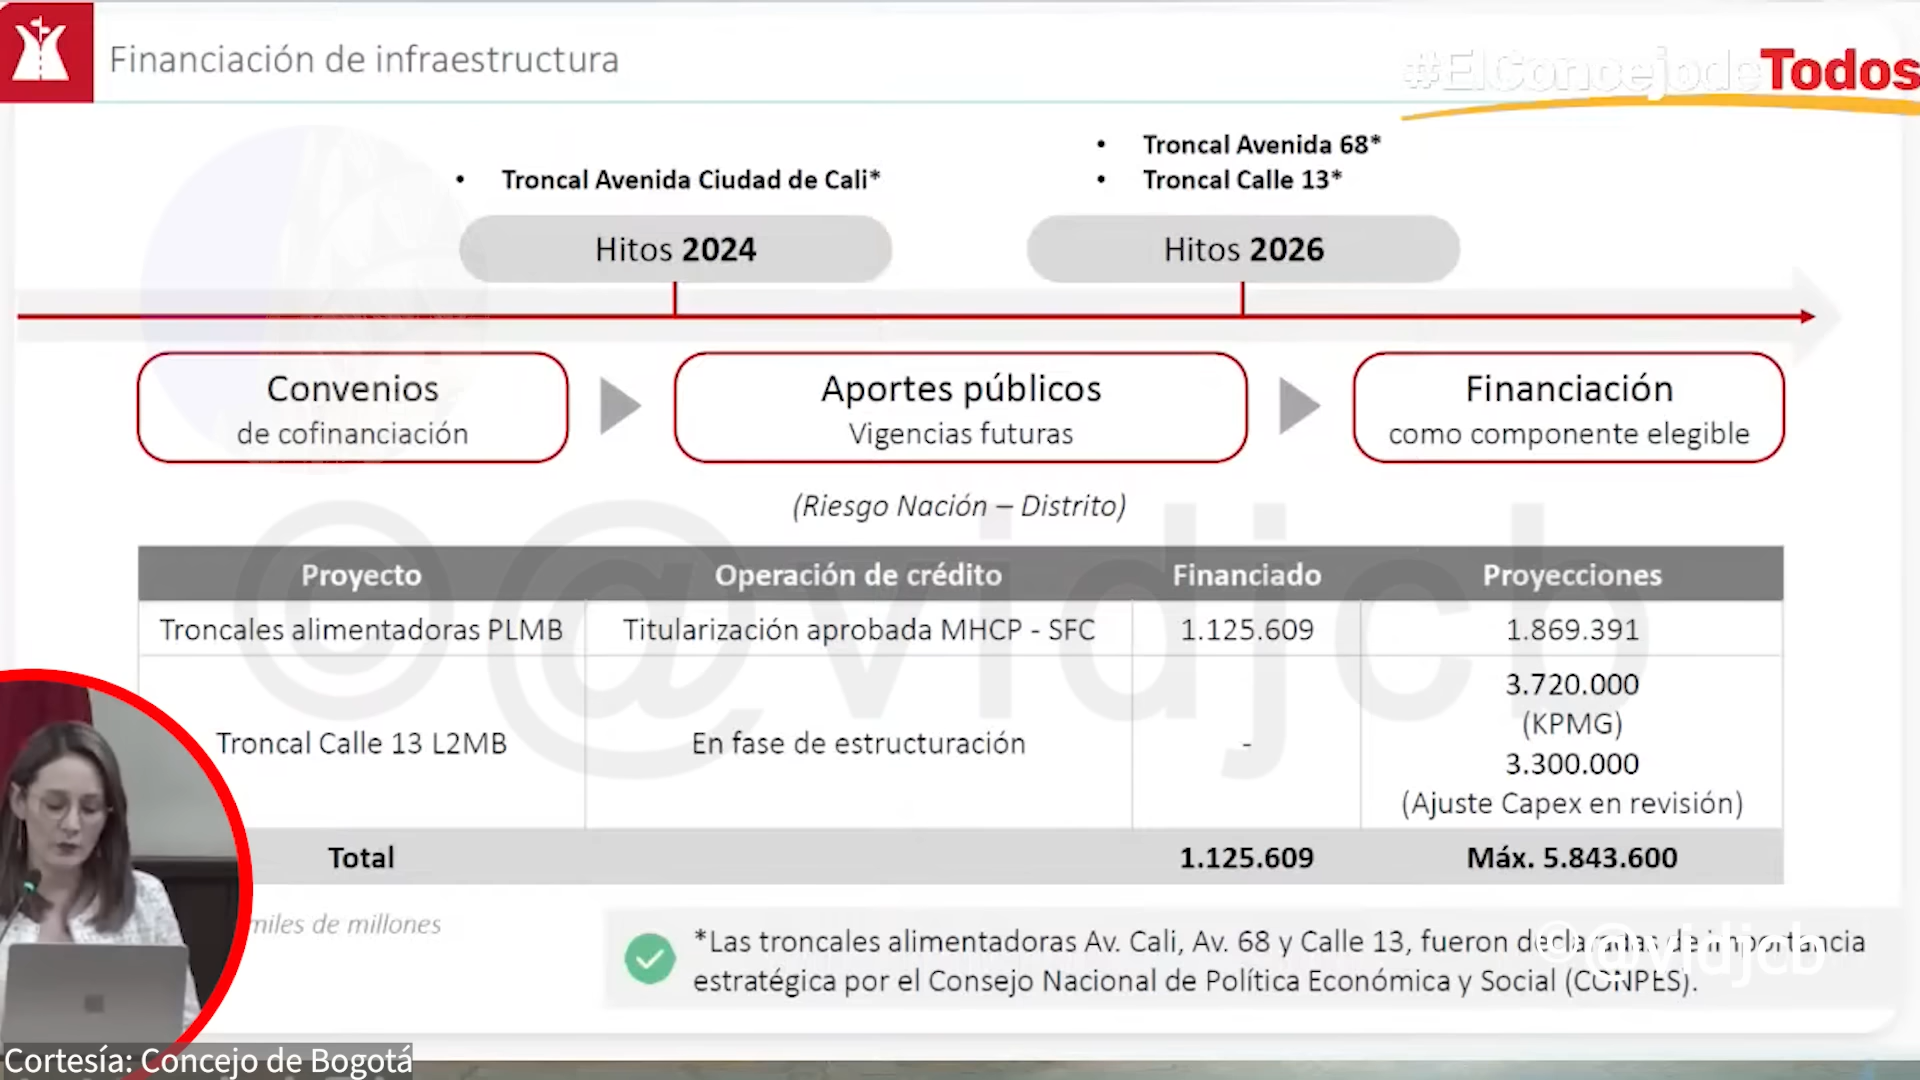 Financiación de infraestructura
#ElConcejodeTodos
• Troncal Avenida Ciudad de Cali*
• Troncal Avenida 68*
• Troncal Calle 13*
Hitos 2024
Hitos 2026
Convenios
de cofinanciación
Aportes públicos
Vigencias futuras
Financiación
como componente elegible
(Riesgo Nación – Distrito)
Proyecto Operación de crédito Financiado Proyecciones
Troncales alimentadoras PLMB Titularización aprobada MHCP - SFC 1.125.609 1.869.391
Troncal Calle 13 L2MB En fase de estructuración - 3.720.000
(KPMG)
3.300.000
(Ajuste Capex en revisión)
Total 1.125.609 Máx. 5.843.600
miles de millones
*Las troncales alimentadoras Av. Cali, Av. 68 y Calle 13, fueron declaradas de importancia
estratégica por el Consejo Nacional de Política Económica y Social (CONPES).
©@vidjcb
©@vidjcb
Cortesía: Concejo de Bogotá